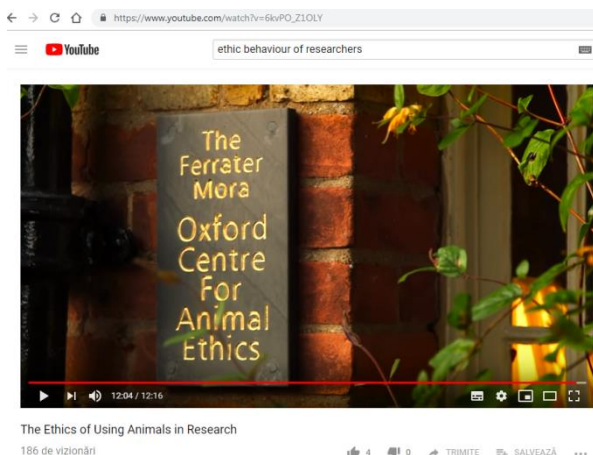 https://www.youtube.com/watch?v=6kvPO_Z1OLY
YouTube
ethic behaviour of researchers
The
Ferrater
Mora
Oxford
Centre
For
Animal
Ethics
12:04 / 12:16
The Ethics of Using Animals in Research
186 de vizionări
4
0
TRIMITE
SALVEAZĂ